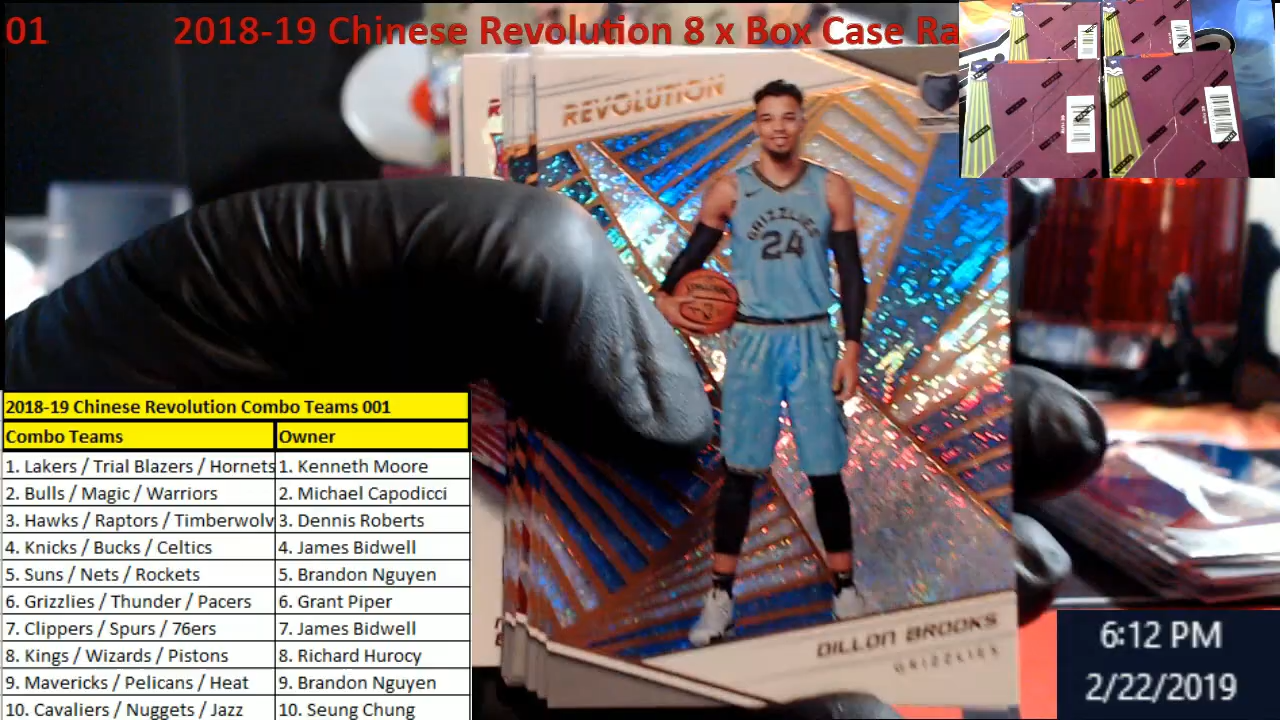 01 2018-19 Chinese Revolution 8 x Box Case Ra
REVOLUTION
GRIZZLIES
24
SPALDING
DILLON BROOKS
GRIZZLIES
2018-19 Chinese Revolution Combo Teams 001
Combo Teams Owner
1. Lakers / Trial Blazers / Hornets 1. Kenneth Moore
2. Bulls / Magic / Warriors 2. Michael Capodicci
3. Hawks / Raptors / Timberwolv 3. Dennis Roberts
4. Knicks / Bucks / Celtics 4. James Bidwell
5. Suns / Nets / Rockets 5. Brandon Nguyen
6. Grizzlies / Thunder / Pacers 6. Grant Piper
7. Clippers / Spurs / 76ers 7. James Bidwell
8. Kings / Wizards / Pistons 8. Richard Hurocy
9. Mavericks / Pelicans / Heat 9. Brandon Nguyen
10. Cavaliers / Nuggets / Jazz 10. Seung Chung
6:12 PM
2/22/2019